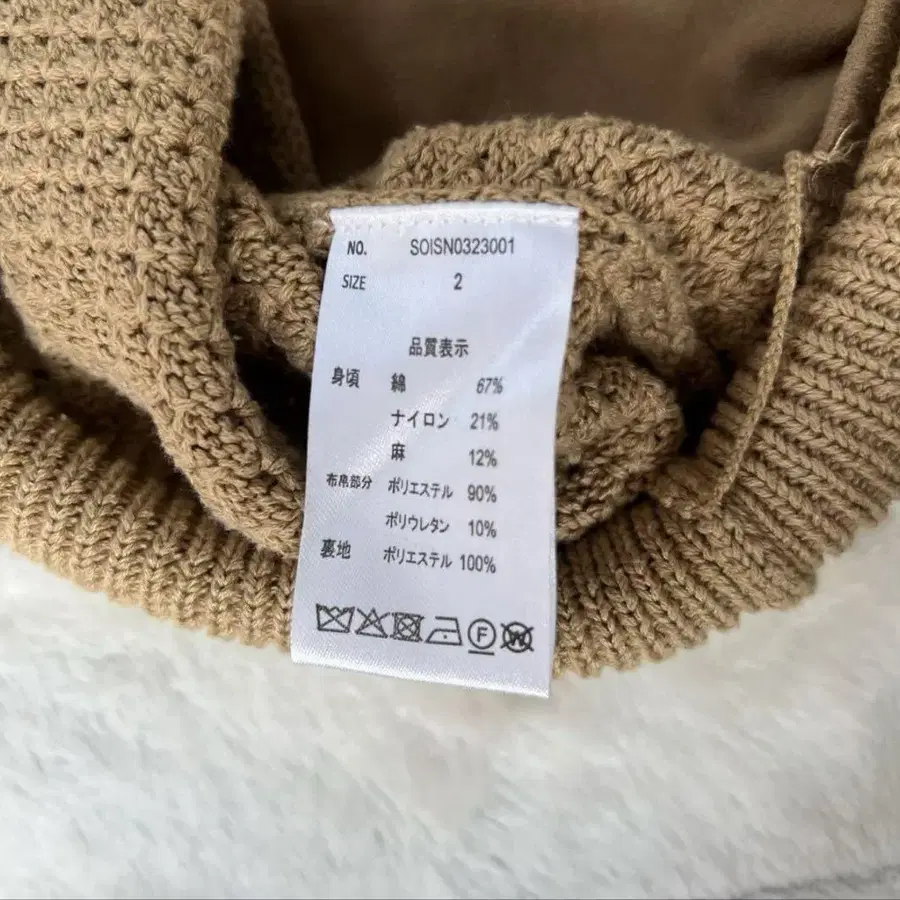 NO. SOISN0323001
SIZE 2
品質表示
身頃 綿 67%
ナイロン 21%
麻 12%
布帛部分 ポリエステル 90%
ポリウレタン 10%
裏地 ポリエステル 100%
F W